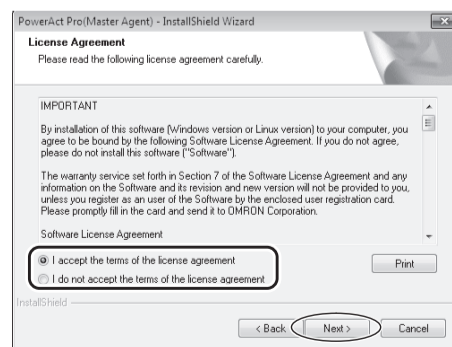 PowerAct Pro(Master Agent) - InstallShield Wizard
License Agreement
Please read the following license agreement carefully.
IMPORTANT
By installation of this software (Windows version or Linux version) to your computer, you
agree to be bound by the following Software License Agreement. If you do not agree,
please do not install this software ("Software").
The warranty service set forth in Section 7 of the Software License Agreement and any
information on the Software and its revision and new version will not be provided to you,
unless you register as an user of the Software by the enclosed user registration card.
Please promptly fill in the card and send it to OMRON Corporation.
Software License Agreement
I accept the terms of the license agreement
Print
I do not accept the terms of the license agreement
InstallShield
< Back
Next >
Cancel